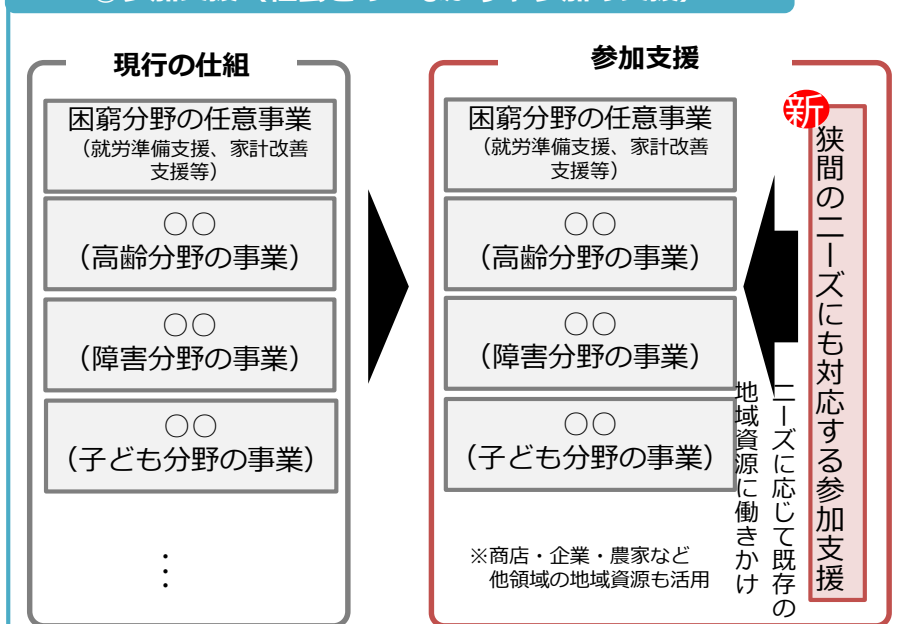 現行の仕組
困窮分野の任意事業
（就労準備支援、家計改善
支援等）
○○
（高齢分野の事業）
○○
（障害分野の事業）
○○
（子ども分野の事業）
：
参加支援
困窮分野の任意事業
（就労準備支援、家計改善
支援等）
○○
（高齢分野の事業）
○○
（障害分野の事業）
○○
（子ども分野の事業）
※商店・企業・農家など
他領域の地域資源も活用
新
狭間のニーズにも対応する参加支援
ニーズに応じて既存の
地域資源に働きかけ